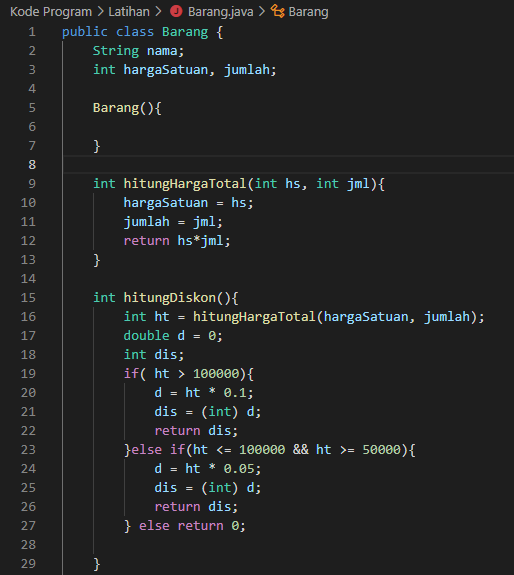 Kode Program > Latihan > Barang.java > Barang
1 public class Barang {
2 String nama;
3 int hargaSatuan, jumlah;
4
5 Barang(){
6
7 }
8
9 int hitungHargaTotal(int hs, int jml){
10 hargaSatuan = hs;
11 jumlah = jml;
12 return hs*jml;
13 }
14
15 int hitungDiskon(){
16 int ht = hitungHargaTotal(hargaSatuan, jumlah);
17 double d = 0;
18 int dis;
19 if( ht > 100000){
20 d = ht * 0.1;
21 dis = (int) d;
22 return dis;
23 }else if(ht <= 100000 && ht >= 50000){
24 d = ht * 0.05;
25 dis = (int) d;
26 return dis;
27 } else return 0;
28
29 }